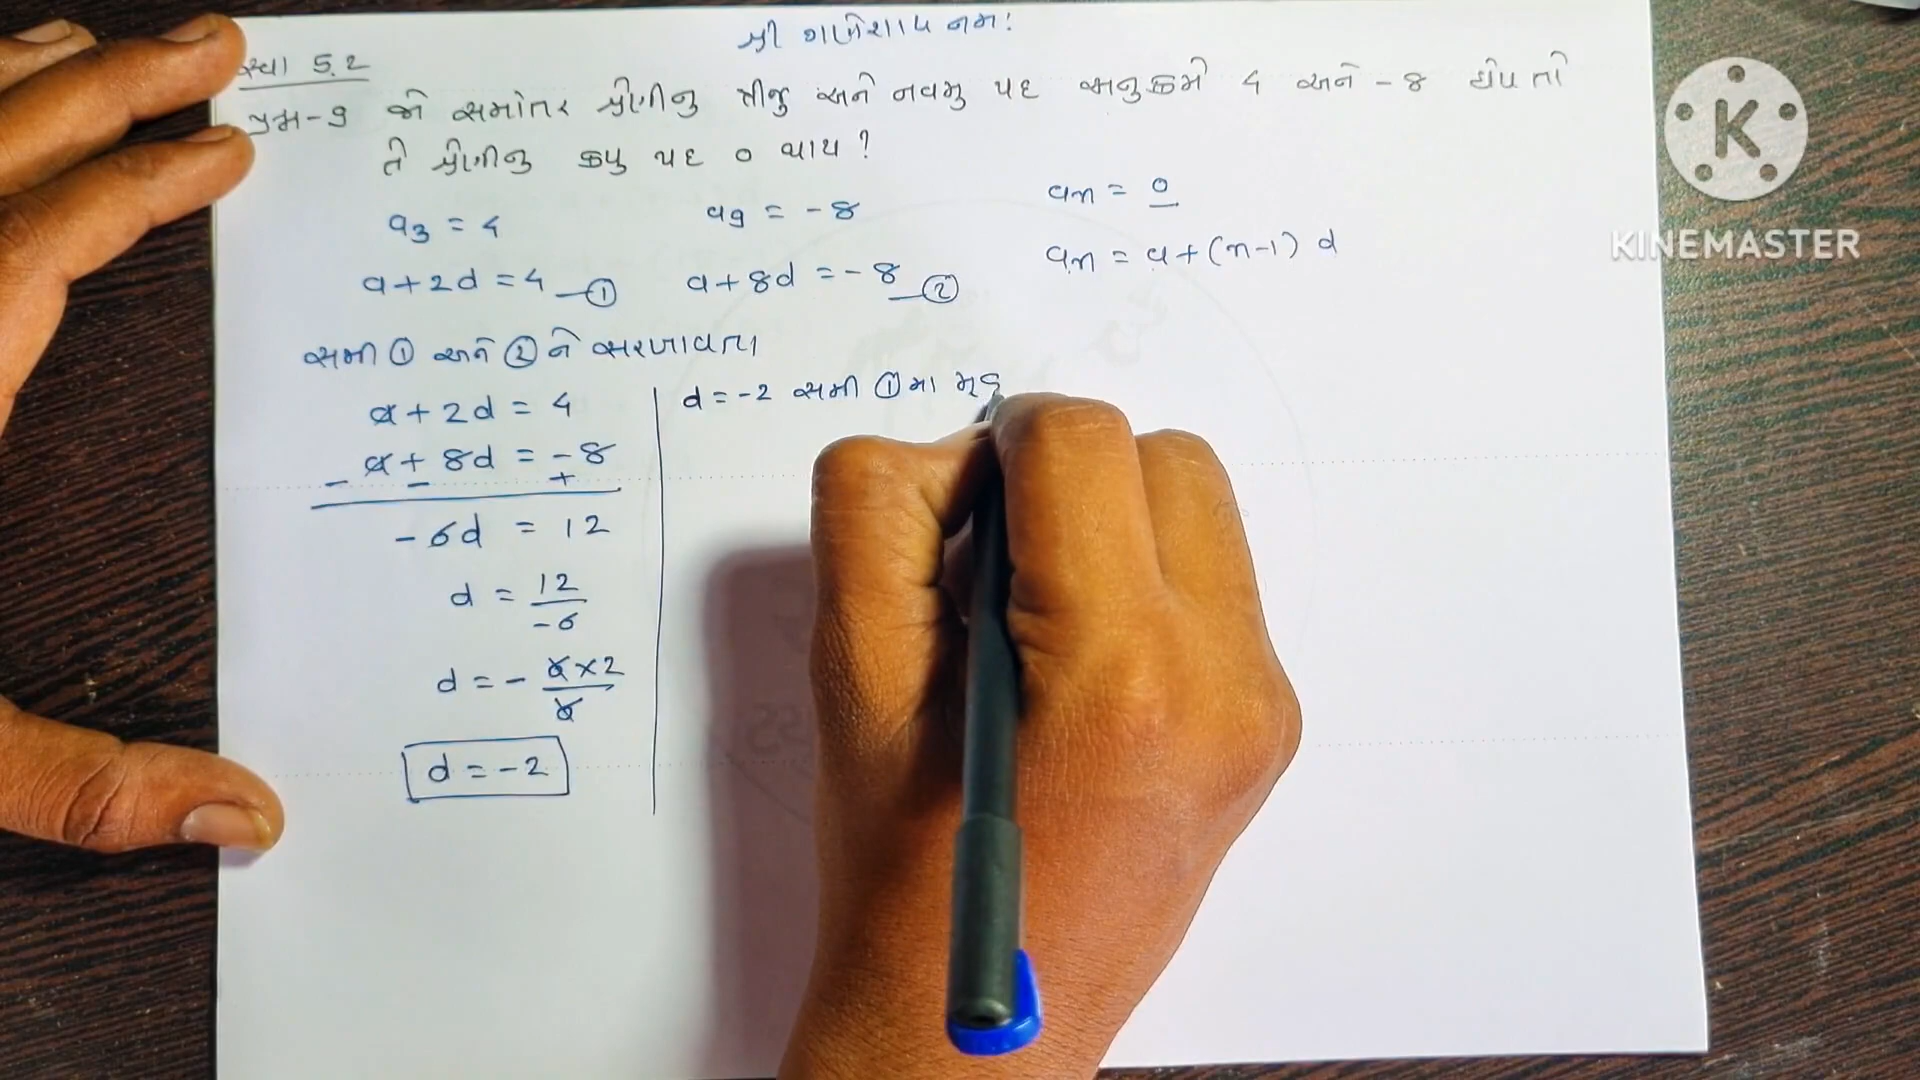 શ્રી ગણેશાય નમ:
સ્વા 5.2
પ્રશ્ન-9 જો સમાંતર શ્રેણીનુ ત્રીજુ અને નવમુ પદ અનુક્રમે 4 અને -8 હોય તો
તે શ્રેણીનુ કયુ પદ 0 થાય ?
a3 = 4
a9 = -8
an = 0
a+2d = 4 —①
a+8d = -8 —②
an = a+(n-1) d
સમી ① અને ② ને સરખાવતા
a + 2d = 4
a + 8d = -8
- - +
-6d = 12
d = 12/-6
d = - 6×2/6
d = -2
d = -2 સમી ① મા
K
KINEMASTER